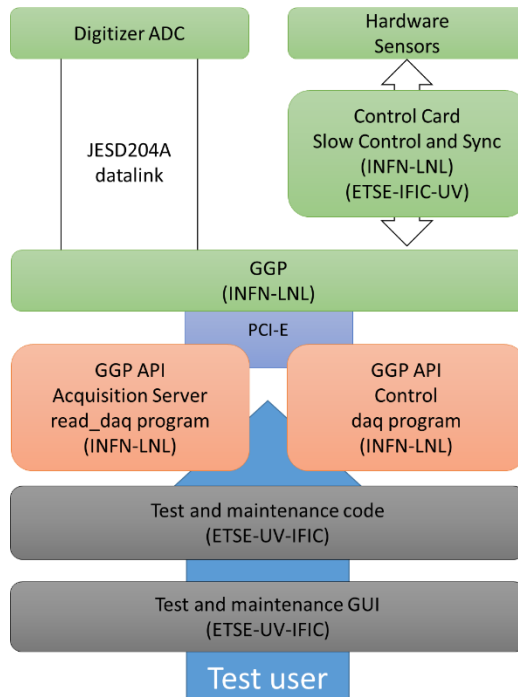 Digitizer ADC
Hardware
Sensors
JESD204A
datalink
Control Card
Slow Control and Sync
(INFN-LNL)
(ETSE-IFIC-UV)
GGP
(INFN-LNL)
PCI-E
GGP API
Acquisition Server
read_daq program
(INFN-LNL)
GGP API
Control
daq program
(INFN-LNL)
Test and maintenance code
(ETSE-UV-IFIC)
Test and maintenance GUI
(ETSE-UV-IFIC)
Test user